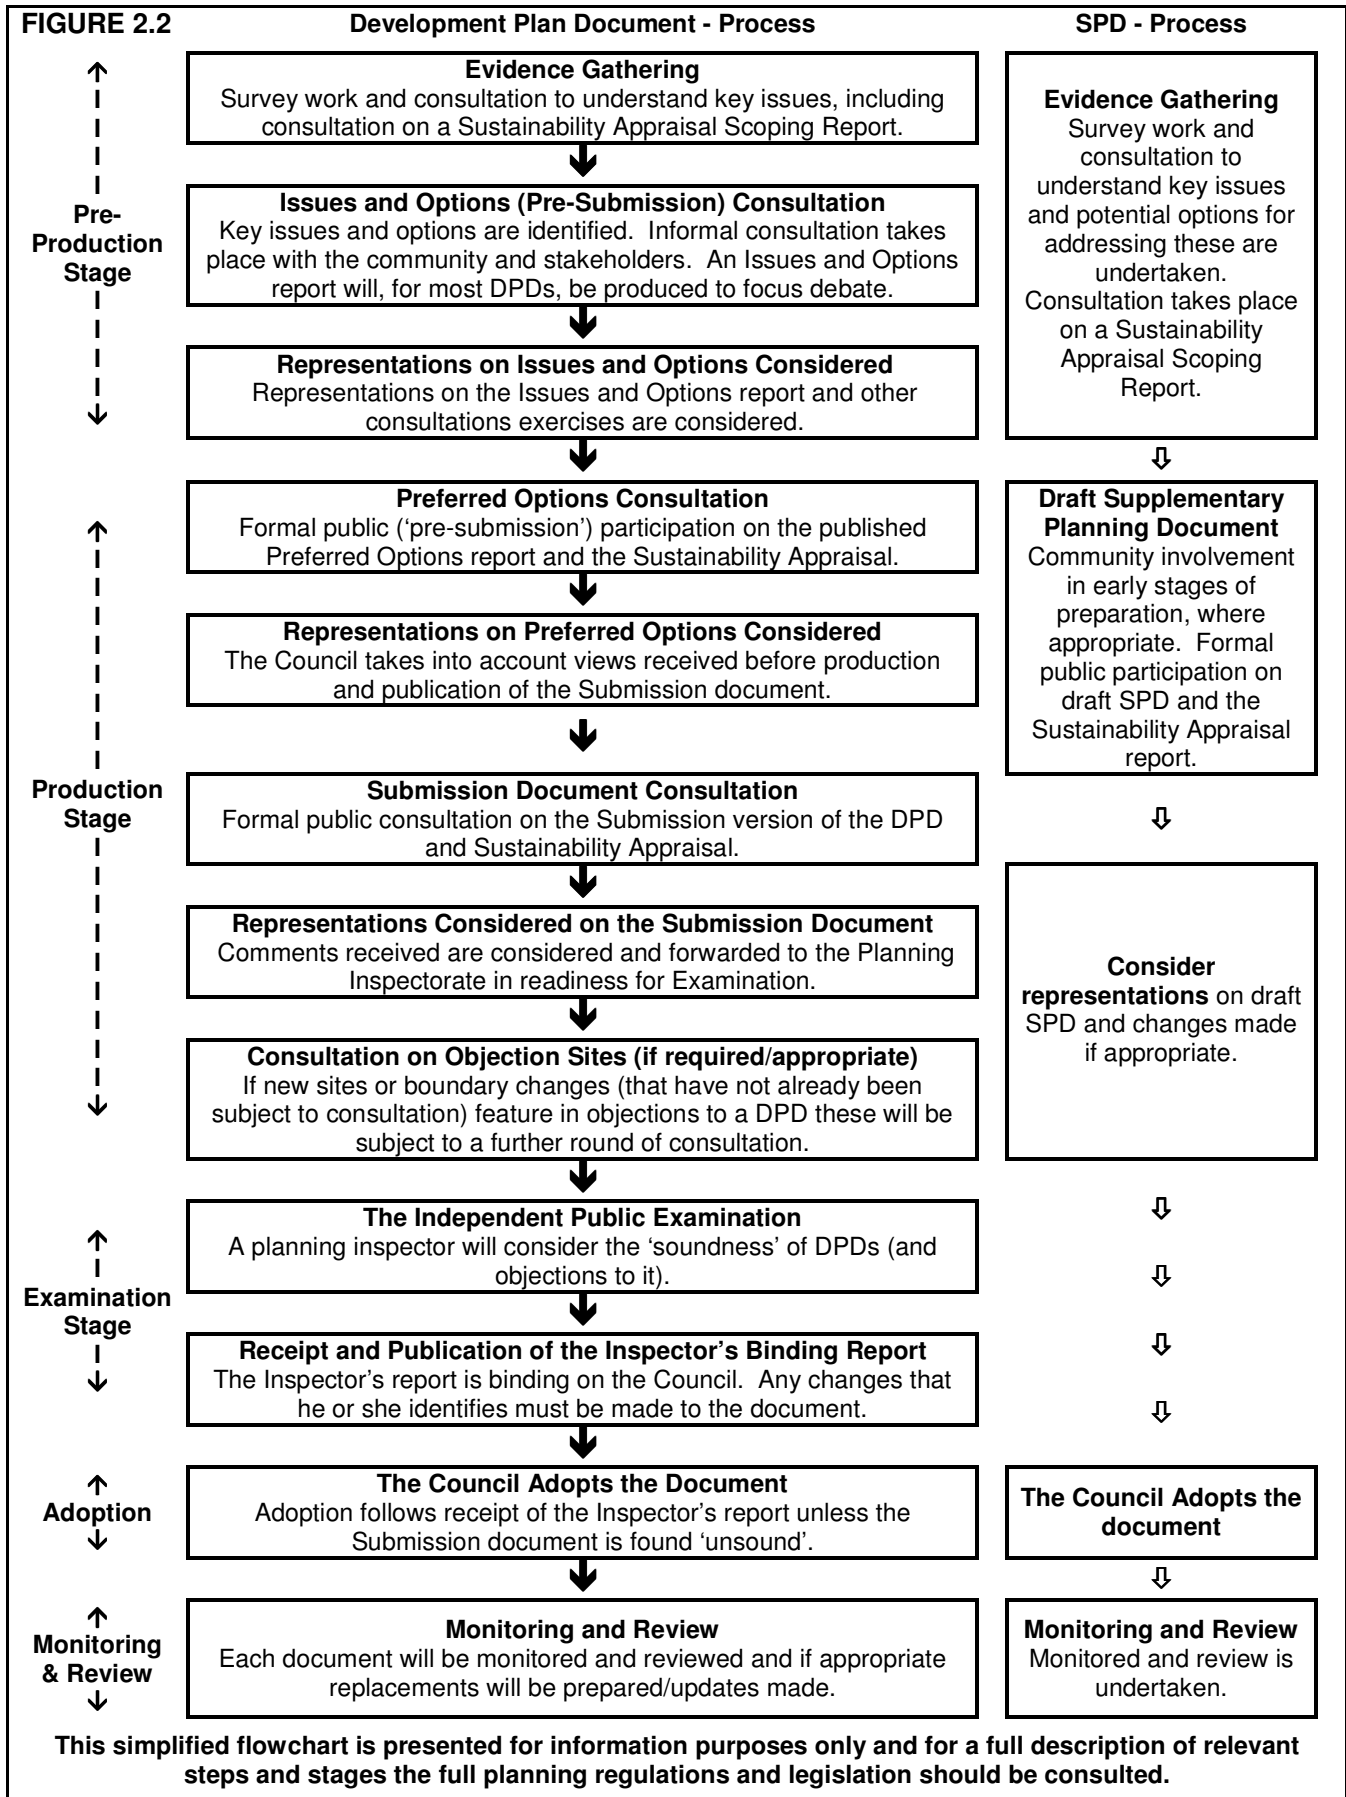 FIGURE 2.2
Development Plan Document - Process
SPD - Process
Pre-
Production
Stage
Evidence Gathering
Survey work and consultation to understand key issues, including
consultation on a Sustainability Appraisal Scoping Report.
Issues and Options (Pre-Submission) Consultation
Key issues and options are identified.  Informal consultation takes
place with the community and stakeholders.  An Issues and Options
report will, for most DPDs, be produced to focus debate.
Representations on Issues and Options Considered
Representations on the Issues and Options report and other
consultations exercises are considered.
Evidence Gathering
Survey work and
consultation to
understand key issues
and potential options for
addressing these are
undertaken.
Consultation takes place
on a Sustainability
Appraisal Scoping
Report.
Production
Stage
Preferred Options Consultation
Formal public (‘pre-submission’) participation on the published
Preferred Options report and the Sustainability Appraisal.
Representations on Preferred Options Considered
The Council takes into account views received before production
and publication of the Submission document.
Submission Document Consultation
Formal public consultation on the Submission version of the DPD
and Sustainability Appraisal.
Representations Considered on the Submission Document
Comments received are considered and forwarded to the Planning
Inspectorate in readiness for Examination.
Consultation on Objection Sites (if required/appropriate)
If new sites or boundary changes (that have not already been
subject to consultation) feature in objections to a DPD these will be
subject to a further round of consultation.
Draft Supplementary
Planning Document
Community involvement
in early stages of
preparation, where
appropriate.  Formal
public participation on
draft SPD and the
Sustainability Appraisal
report.
Consider
representations on draft
SPD and changes made
if appropriate.
Examination
Stage
The Independent Public Examination
A planning inspector will consider the ‘soundness’ of DPDs (and
objections to it).
Receipt and Publication of the Inspector’s Binding Report
The Inspector’s report is binding on the Council.  Any changes that
he or she identifies must be made to the document.
Adoption
The Council Adopts the Document
Adoption follows receipt of the Inspector’s report unless the
Submission document is found ‘unsound’.
The Council Adopts the
document
Monitoring
& Review
Monitoring and Review
Each document will be monitored and reviewed and if appropriate
replacements will be prepared/updates made.
Monitoring and Review
Monitored and review is
undertaken.
This simplified flowchart is presented for information purposes only and for a full description of relevant
steps and stages the full planning regulations and legislation should be consulted.